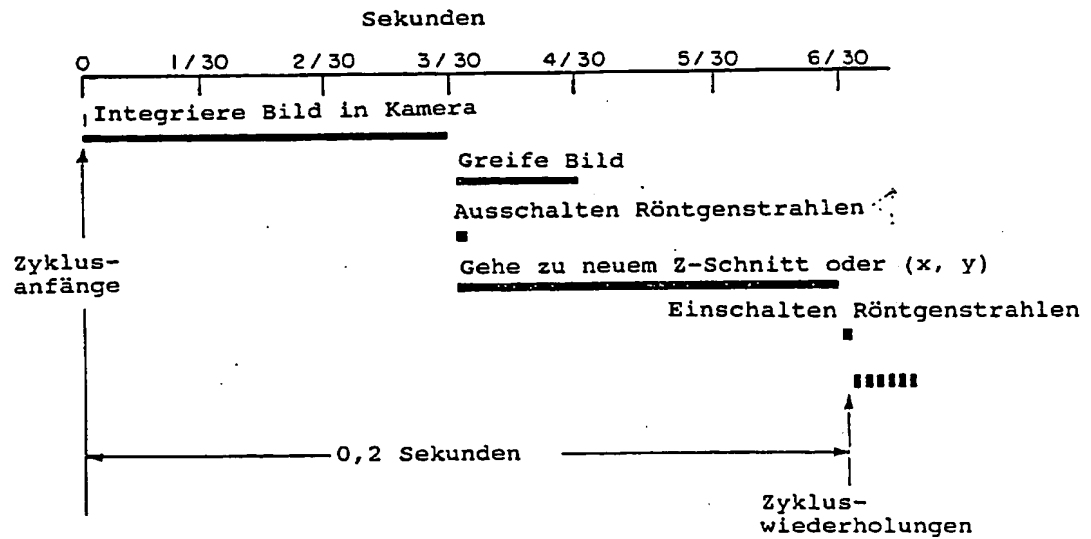 Sekunden
0 1/30 2/30 3/30 4/30 5/30 6/30
Integriere Bild in Kamera
Greife Bild
Ausschalten Röntgenstrahlen
Zyklus-
anfänge
Gehe zu neuem Z-Schnitt oder (x, y)
Einschalten Röntgenstrahlen
0,2 Sekunden
Zyklus-
wiederholungen